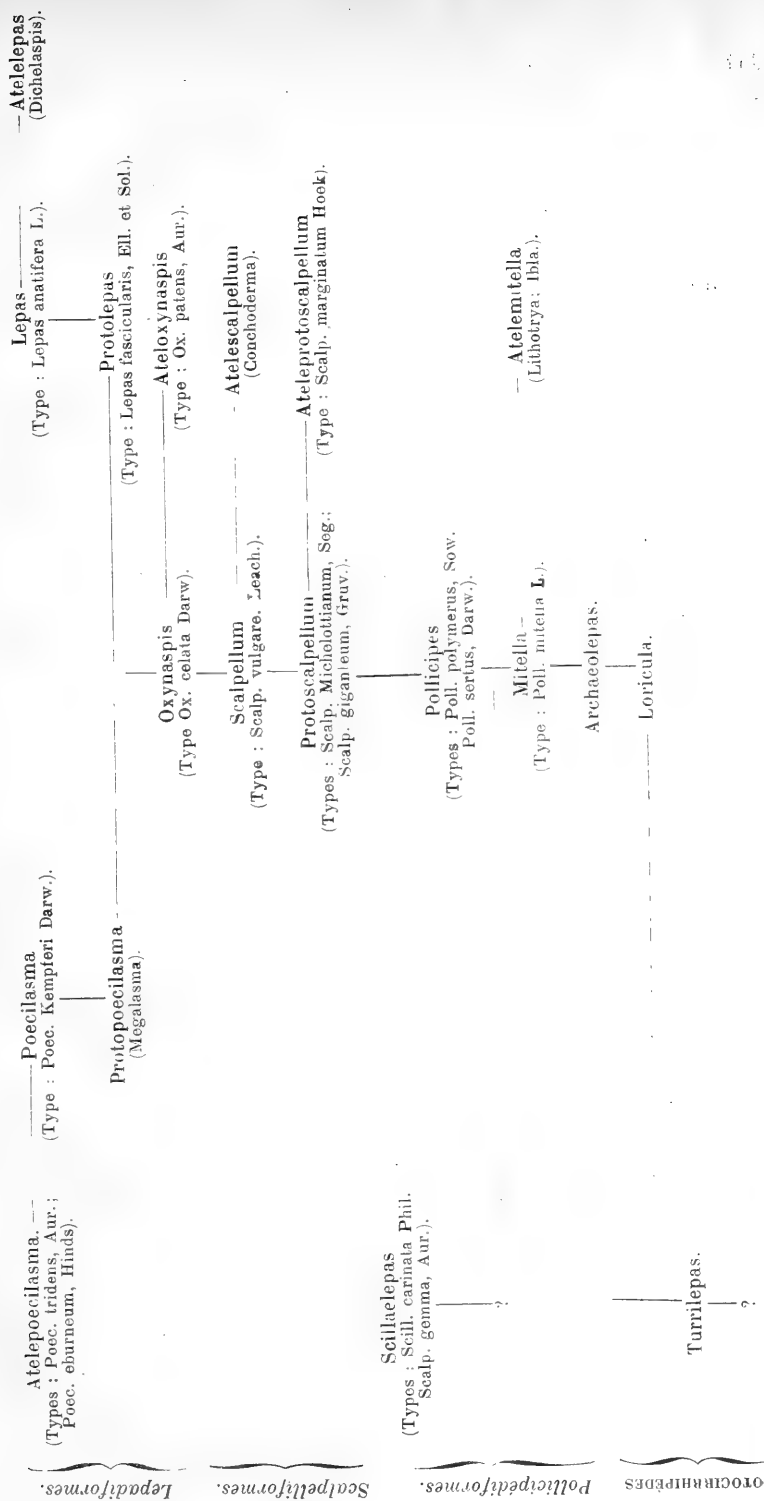 Lepadiformes.
Atelepoecilasma.
(Types : Poec. tridens, Aur.;
Poec. eburneum, Hinds).
Poecilasma
(Type : Poec. Kempferi Darw.).
Lepas
(Type : Lepas anatifera L.).
Atelelepas
(Dichelaspis).
Protopoecilasma
(Megalasma).
Protolepas
(Type : Lepas fascicularis, Ell. et Sol.).
Oxynaspis
(Type Ox. celata Darw).
Ateloxynaspis
(Type : Ox. patens, Aur.).
Scalpelliformes.
Scalpellum
(Type : Scalp. vulgare. Leach.).
Atelescalpellum
(Conchoderma).
Protoscalpellum
(Types : Scalp. Michelottianum, Seg.;
Scalp. giganteum, Gruv.).
Ateleprotoscalpellum
(Type : Scalp. marginatum Hoek).
Pollicipédiformes.
Scillaelepas
(Types : Scill. carinata Phil.
Scalp. gemma, Aur.).
?
Pollicipes
(Types : Poll. polymerus, Sow.
Poll. sertus, Darw.).
Mitella
(Type : Poll. mitella L.).
Atelemitella
(Lithotrya; Ibla.).
Archaeolepas.
OTOCIRRHIPÈDES
Turrilepas.
?
Loricula.